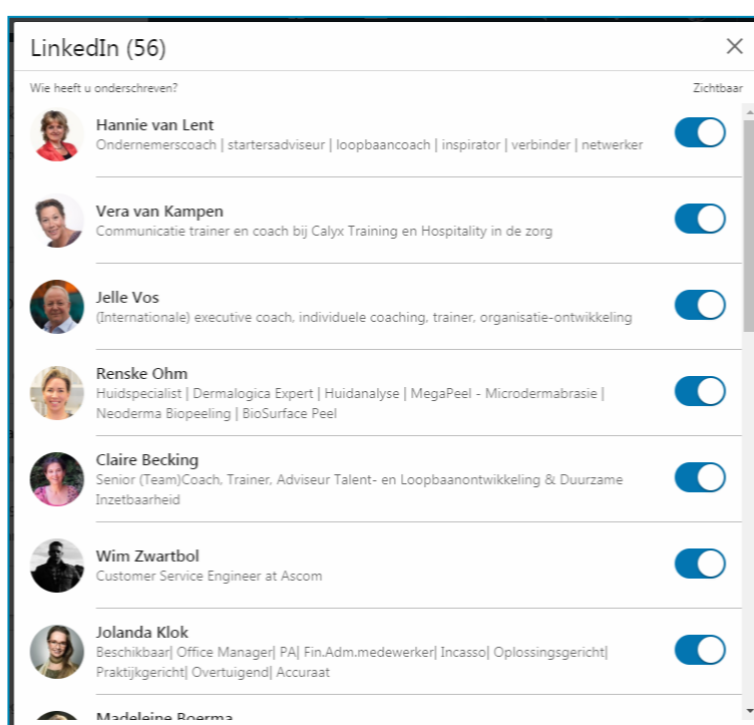 LinkedIn (56)
Wie heeft u onderschreven? Zichtbaar
Hannie van Lent
Ondernemerscoach | startersadviseur | loopbaancoach | inspirator | verbinder | netwerker
Vera van Kampen
Communicatie trainer en coach bij Calyx Training en Hospitality in de zorg
Jelle Vos
(Internationale) executive coach, individuele coaching, trainer, organisatie-ontwikkeling
Renske Ohm
Huidspecialist | Dermalogica Expert | Huidanalyse | MegaPeel - Microdermabrasie |
Neoderma Biopeeling | BioSurface Peel
Claire Becking
Senior (Team)Coach, Trainer, Adviseur Talent- en Loopbaanontwikkeling & Duurzame
Inzetbaarheid
Wim Zwartbol
Customer Service Engineer at Ascom
Jolanda Klok
Beschikbaar| Office Manager| PA| Fin.Adm.medewerker| Incasso| Oplossingsgericht|
Praktijkgericht| Overtuigend| Accuraat
Madeleine Boerma